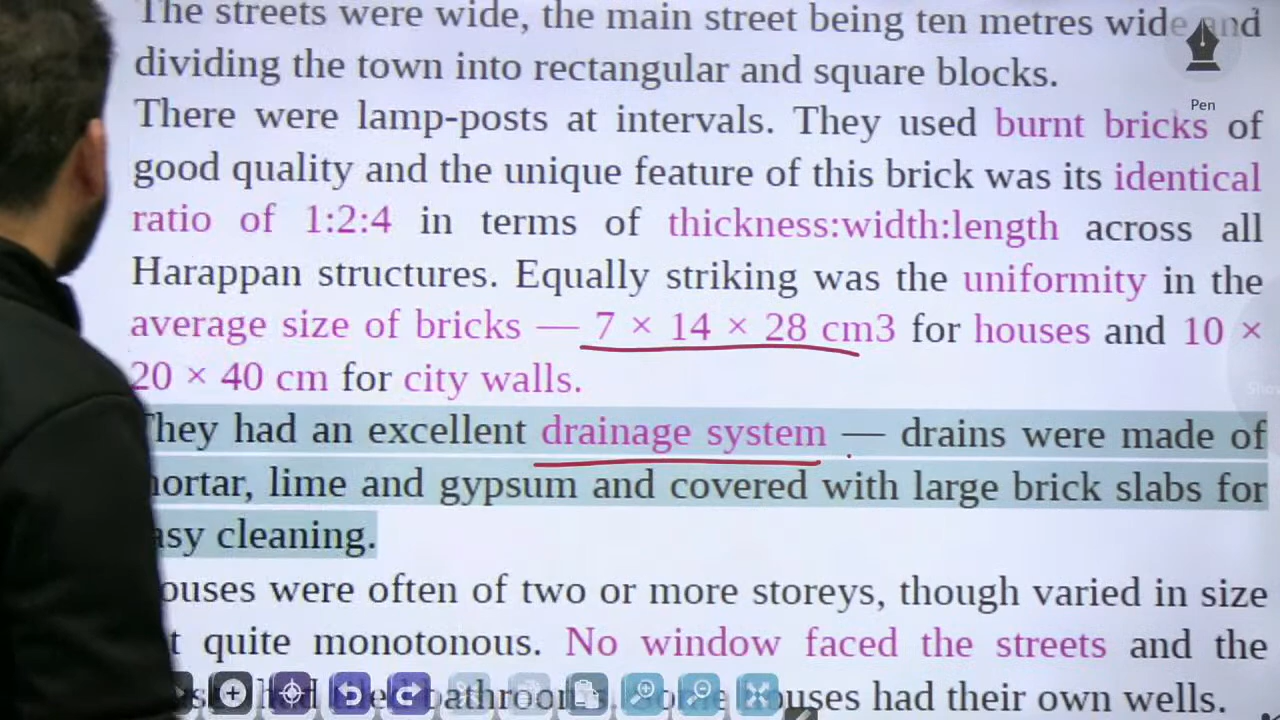 The streets were wide, the main street being ten metres wide and
Pen
dividing the town into rectangular and square blocks.
There were lamp-posts at intervals. They used burnt bricks of
good quality and the unique feature of this brick was its identical
ratio of 1:2:4 in terms of thickness:width:length across all
Harappan structures. Equally striking was the uniformity in the
average size of bricks — 7 × 14 × 28 cm3 for houses and 10 ×
20 × 40 cm for city walls.
They had an excellent drainage system — drains were made of
mortar, lime and gypsum and covered with large brick slabs for
easy cleaning.
ouses were often of two or more storeys, though varied in size
quite monotonous. No window faced the streets and the
had tiled bathrooms. Some houses had their own wells.